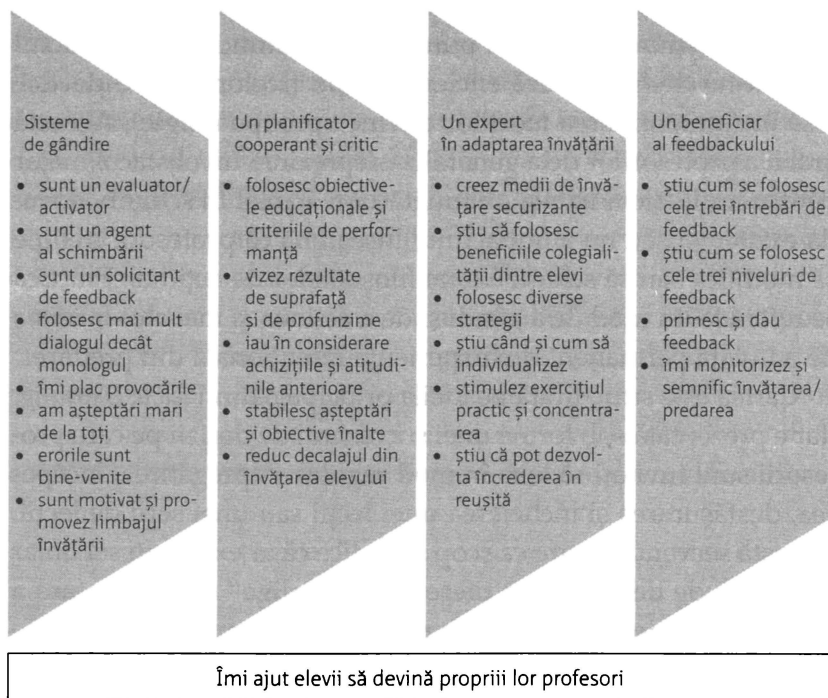 Sisteme
de gândire
• sunt un evaluator/
activator
• sunt un agent
al schimbării
• sunt un solicitant
de feedback
• folosesc mai mult
dialogul decât
monologul
• îmi plac provocările
• am așteptări mari
de la toți
• erorile sunt
bine-venite
• sunt motivat și pro-
movez limbajul
învățării
Un planificator
cooperant și critic
• folosesc obiective-
le educaționale și
criteriile de perfor-
manță
• vizez rezultate
de suprafață
și de profunzime
• iau în considerare
achizițiile și atitudi-
nile anterioare
• stabilesc așteptări
și obiective înalte
• reduc decalajul din
învățarea elevului
Un expert
în adaptarea învățării
• creez medii de învă-
țare securizante
• știu să folosesc
beneficiile colegiali-
tății dintre elevi
• folosesc diverse
strategii
• știu când și cum să
individualizez
• stimulez exercițiul
practic și concentra-
rea
• știu că pot dezvol-
ta încrederea în
reușită
Un beneficiar
al feedbackului
• știu cum se folosesc
cele trei întrebări de
feedback
• știu cum se folosesc
cele trei niveluri de
feedback
• primesc și dau
feedback
• îmi monitorizez și
semnific învățarea/
predarea
Îmi ajut elevii să devină propriii lor profesori